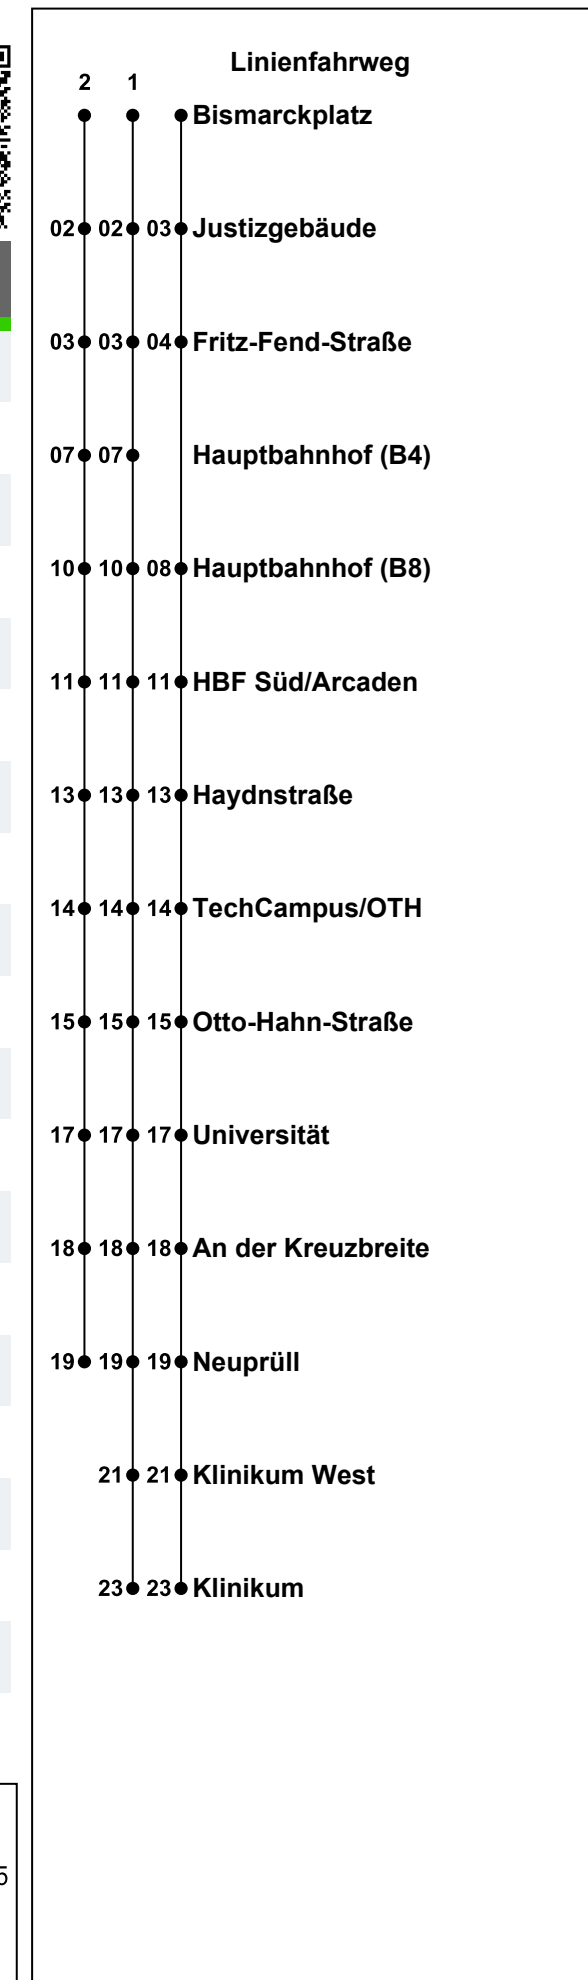 Linienfahrweg
2 1
Bismarckplatz
02 02 03 Justizgebäude
03 03 04 Fritz-Fend-Straße
07 07 Hauptbahnhof (B4)
10 10 08 Hauptbahnhof (B8)
11 11 11 HBF Süd/Arcaden
13 13 13 Haydnstraße
14 14 14 TechCampus/OTH
15 15 15 Otto-Hahn-Straße
17 17 17 Universität
18 18 18 An der Kreuzbreite
19 19 19 Neuprüll
21 21 Klinikum West
23 23 Klinikum
5